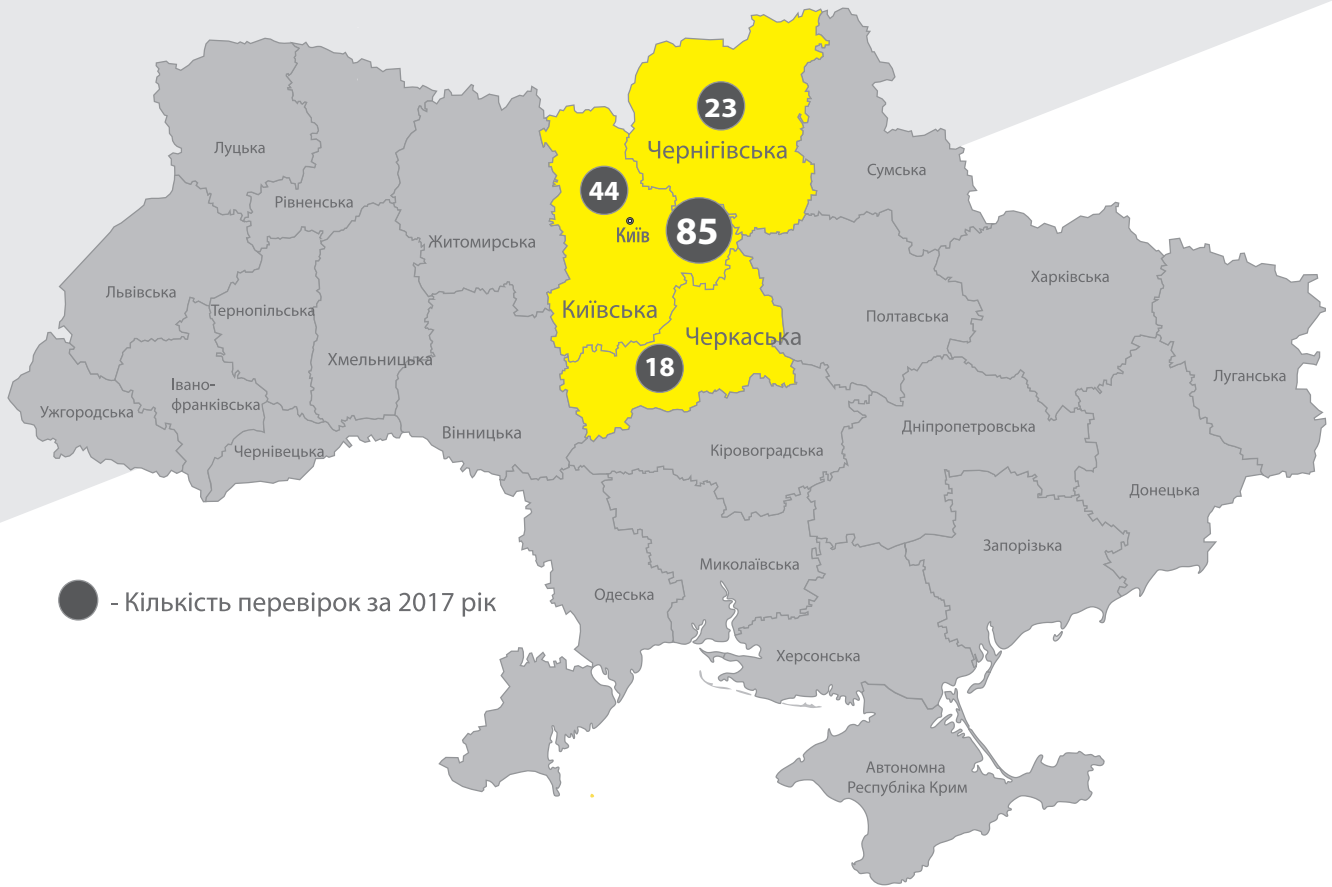 23
Чернігівська
Луцька
Сумська
44
Рівненська
Київ
85
Житомирська
Харківська
Львівська
Тернопільська
Київська
Полтавська
Черкаська
Хмельницька
18
Луганська
Івано-
франківська
Ужгородська
Дніпропетровська
Вінницька
Чернівецька
Кіровоградська
Донецька
Запорізька
Миколаївська
Одеська
- Кількість перевірок за 2017 рік
Херсонська
Автономна
Республіка Крим